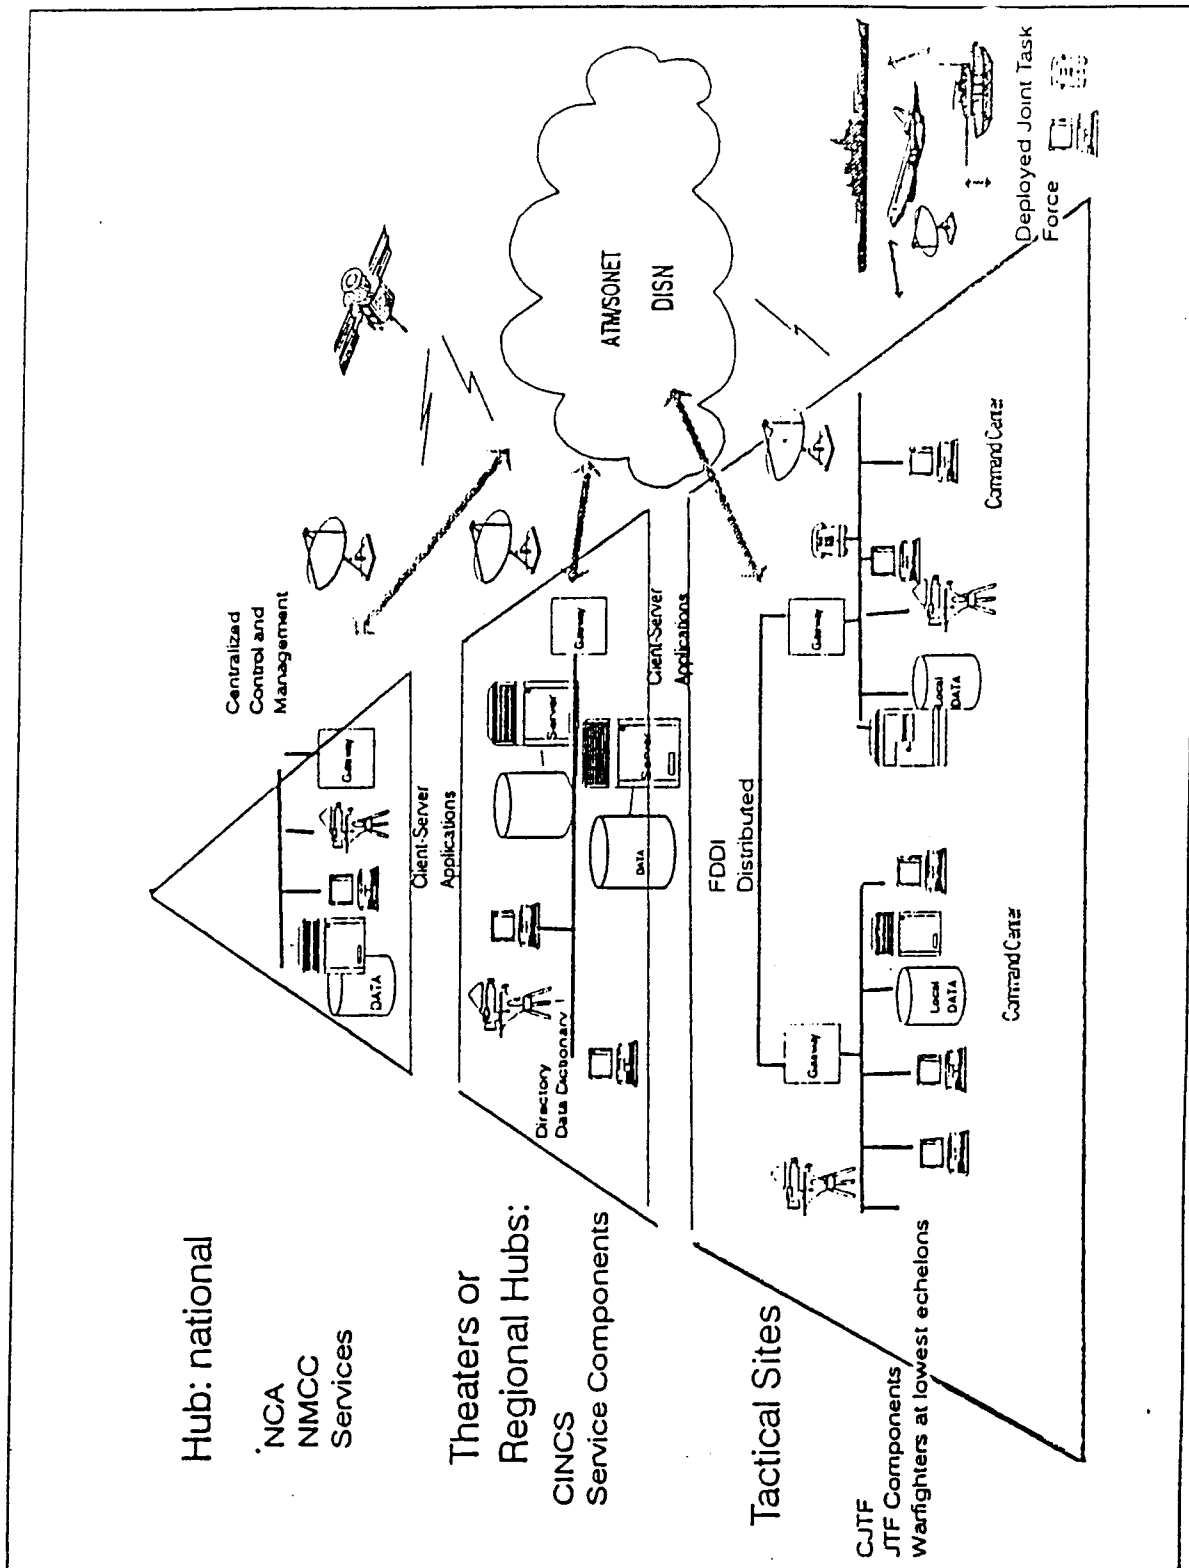 Hub: national
NCA
NMCC
Services
Centralized
Control and
Management
Gateway
DATA
Client-Server
Applications
Theaters or
Regional Hubs:
CINCS
Service Components
Directory
Data Dictionary
Server
Server
DATA
Gateway
Client-Server
Applications
ATM/SONET
DISN
Tactical Sites
CJTF
JTF Components
Warfighters at lowest echelons
FDDI
Distributed
Gateway
Gateway
Local
DATA
Command Center
Local
DATA
Command Center
Deployed Joint Task
Force